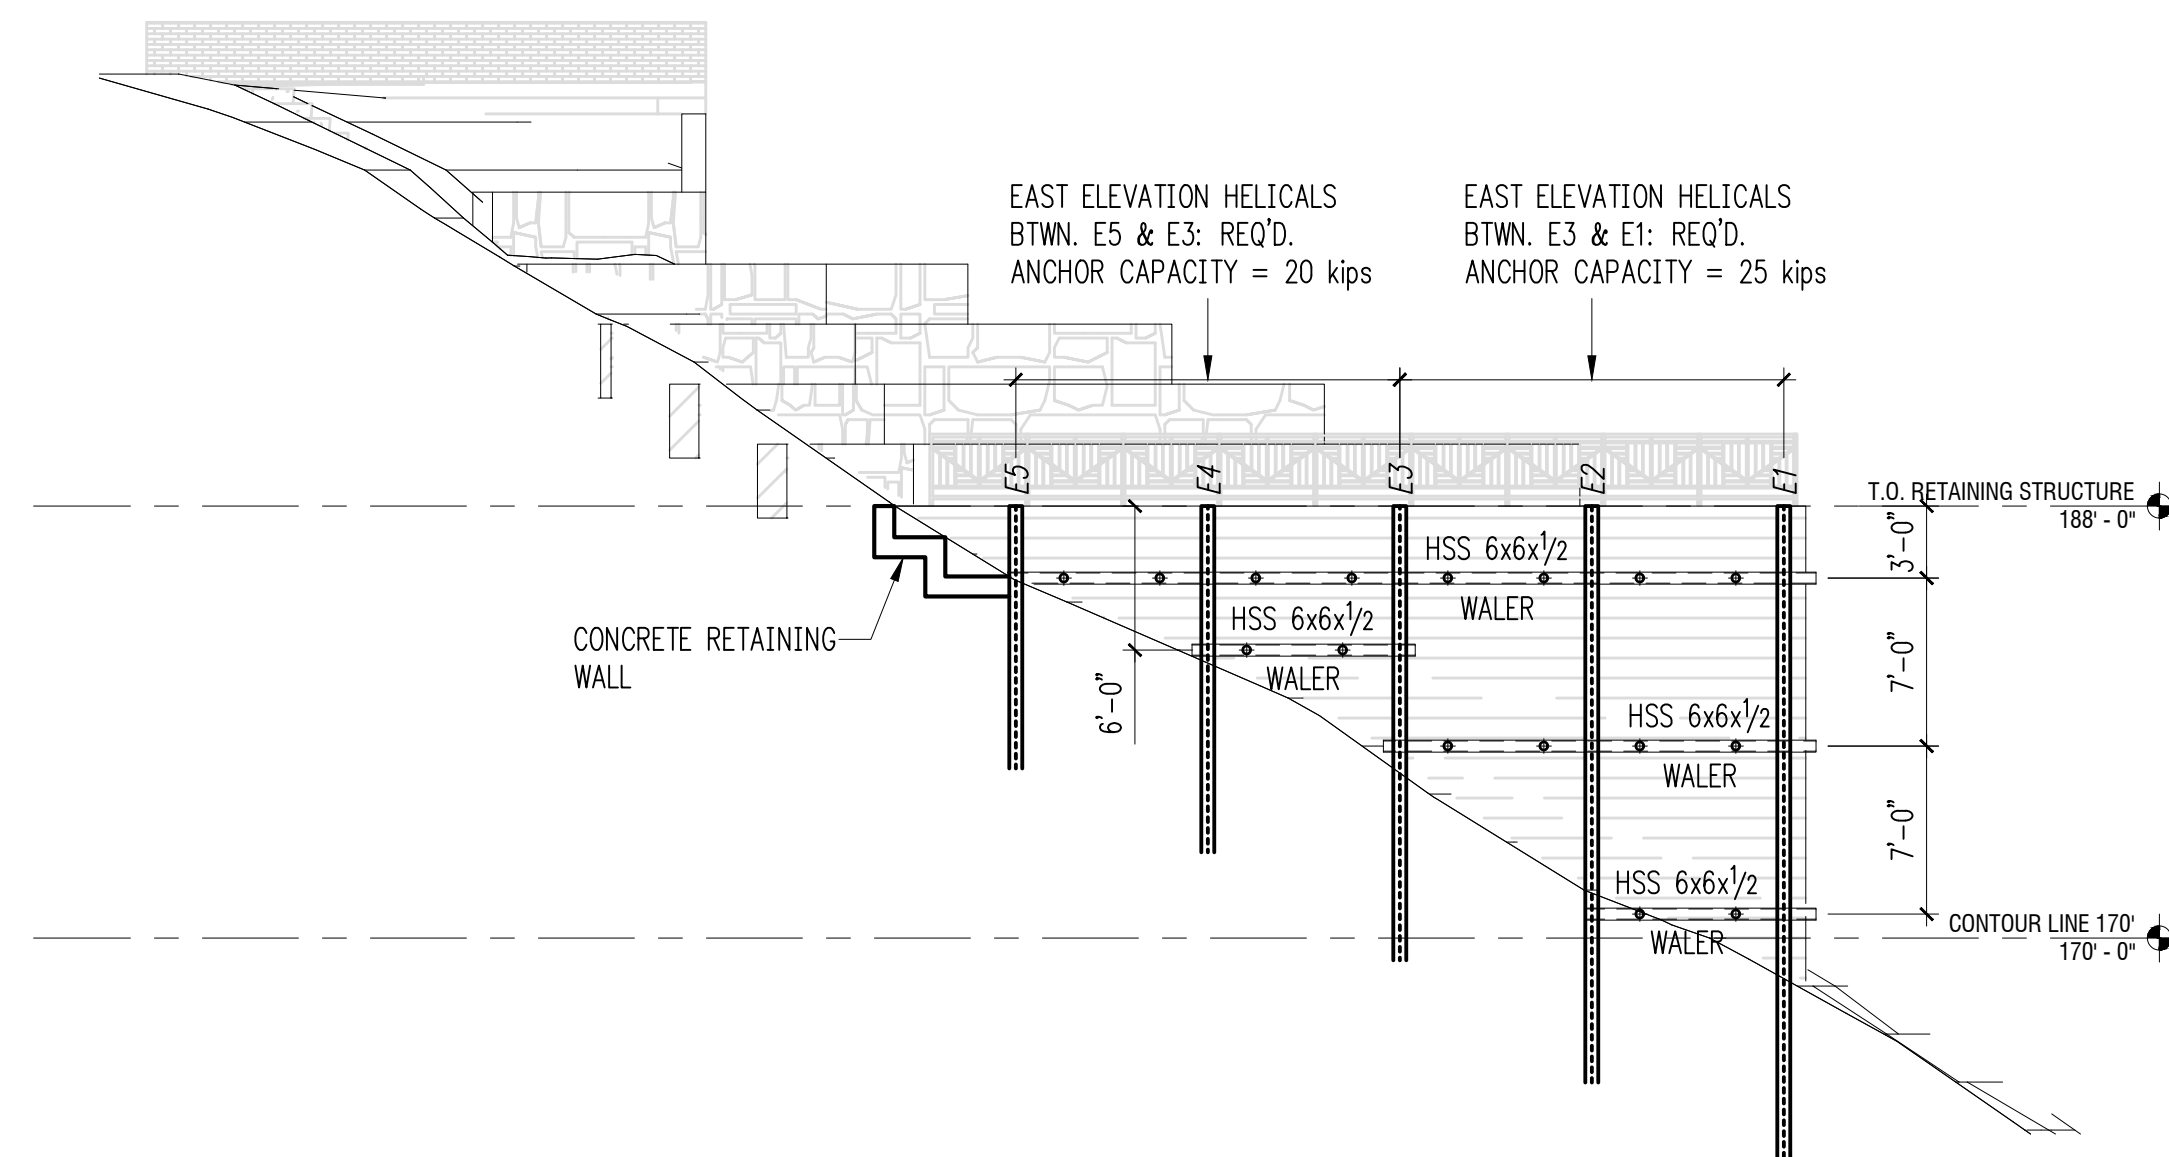 EAST ELEVATION HELICALS
BTWN. E5 & E3: REQ'D.
ANCHOR CAPACITY = 20 kips
EAST ELEVATION HELICALS
BTWN. E3 & E1: REQ'D.
ANCHOR CAPACITY = 25 kips
E5
E4
E3
E2
E1
T.O. RETAINING STRUCTURE
188' - 0"
3'-0"
HSS 6x6x1/2
WALER
HSS 6x6x1/2
WALER
CONCRETE RETAINING
WALL
6'-0"
7'-0"
HSS 6x6x1/2
WALER
7'-0"
HSS 6x6x1/2
WALER
CONTOUR LINE 170'
170' - 0"